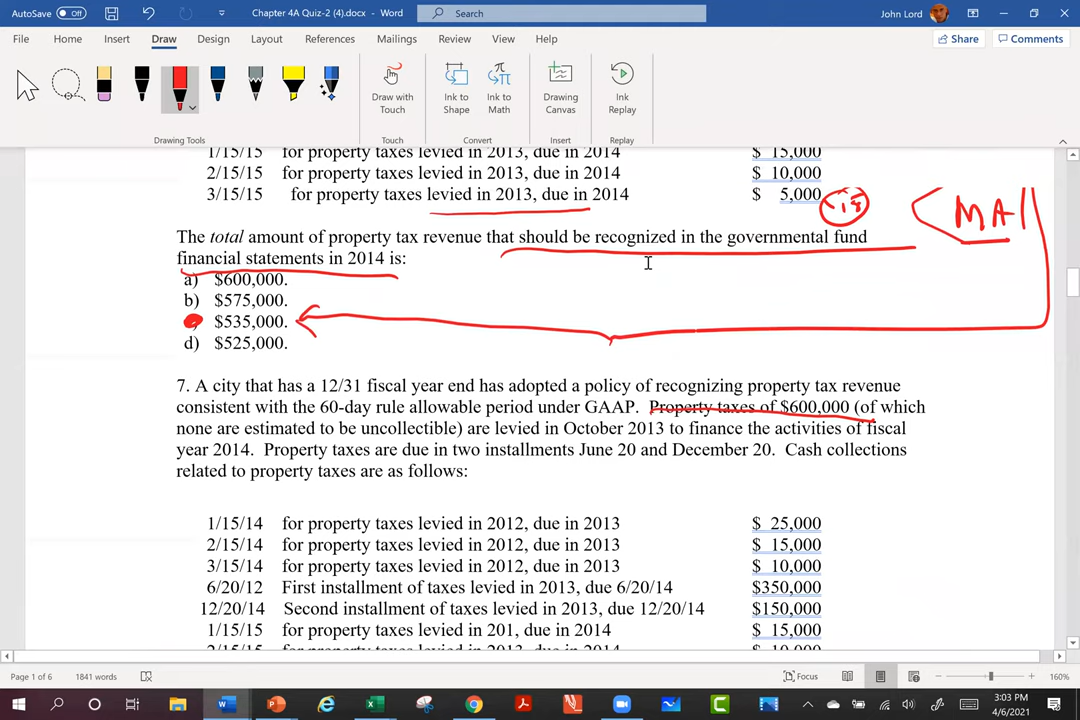 AutoSave Off Chapter 4A Quiz-2 (4).docx - Word Search John Lord
File Home Insert Draw Design Layout References Mailings Review View Help Share Comments
Draw with Touch Ink to Shape Ink to Math Drawing Canvas Ink Replay
Drawing Tools Touch Convert Insert Replay
1/15/15 for property taxes levied in 2013, due in 2014 $ 15,000
2/15/15 for property taxes levied in 2013, due in 2014 $ 10,000
3/15/15 for property taxes levied in 2013, due in 2014 $ 5,000
MA
The total amount of property tax revenue that should be recognized in the governmental fund
financial statements in 2014 is:
a) $600,000.
b) $575,000.
$535,000.
d) $525,000.
7. A city that has a 12/31 fiscal year end has adopted a policy of recognizing property tax revenue
consistent with the 60-day rule allowable period under GAAP. Property taxes of $600,000 (of which
none are estimated to be uncollectible) are levied in October 2013 to finance the activities of fiscal
year 2014. Property taxes are due in two installments June 20 and December 20. Cash collections
related to property taxes are as follows:
1/15/14 for property taxes levied in 2012, due in 2013 $ 25,000
2/15/14 for property taxes levied in 2012, due in 2013 $ 15,000
3/15/14 for property taxes levied in 2012, due in 2013 $ 10,000
6/20/12 First installment of taxes levied in 2013, due 6/20/14 $350,000
12/20/14 Second installment of taxes levied in 2013, due 12/20/14 $150,000
1/15/15 for property taxes levied in 201, due in 2014 $ 15,000
2/15/15 for property taxes levied in 2013, due in 2014 $ 10,000
Page 1 of 6 1841 words Focus 160%
3:03 PM
4/6/2021